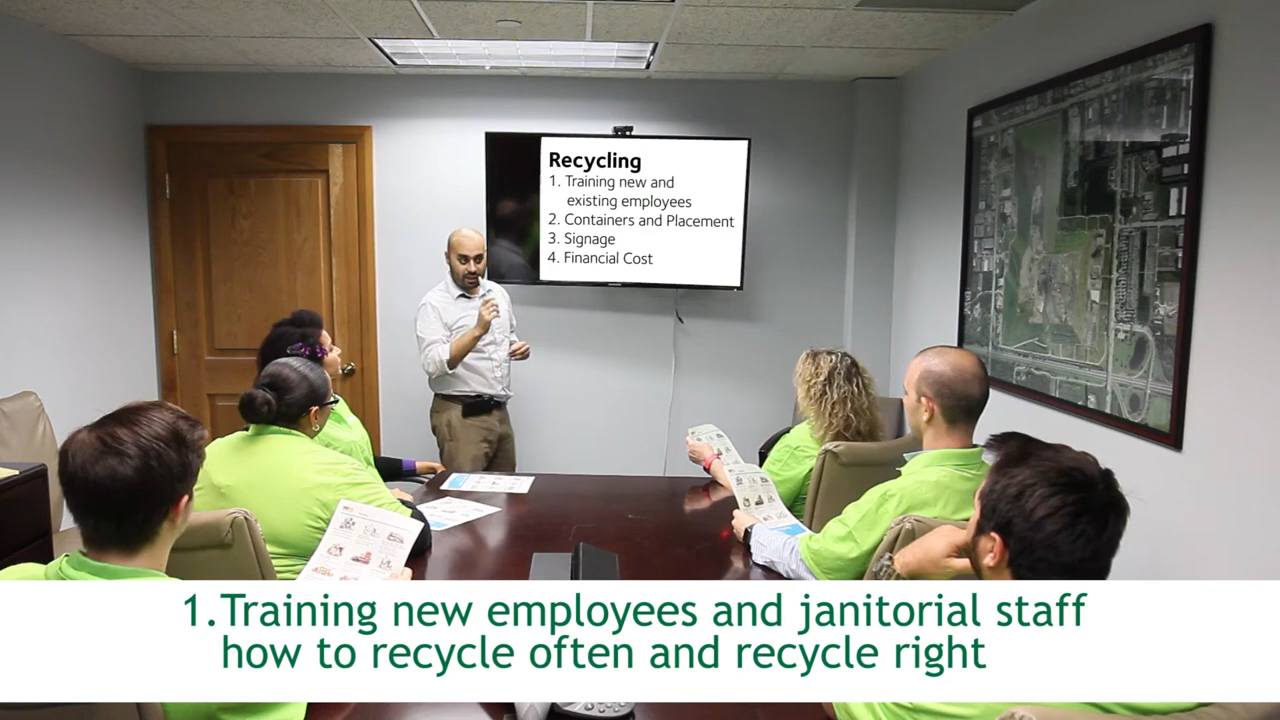 Recycling
1. Training new and
existing employees
2. Containers and Placement
3. Signage
4. Financial Cost
1.Training new employees and janitorial staff
how to recycle often and recycle right